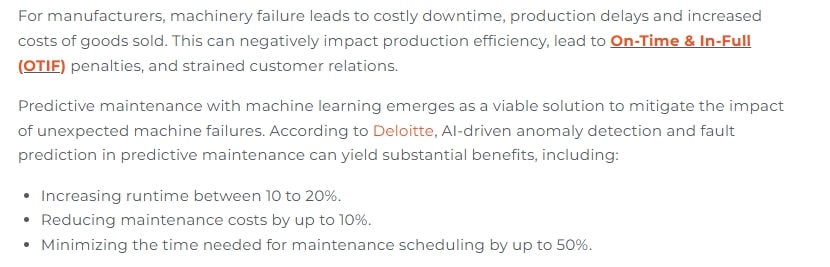 For manufacturers, machinery failure leads to costly downtime, production delays and increased
costs of goods sold. This can negatively impact production efficiency, lead to On-Time & In-Full
(OTIF) penalties, and strained customer relations.
Predictive maintenance with machine learning emerges as a viable solution to mitigate the impact
of unexpected machine failures. According to Deloitte, AI-driven anomaly detection and fault
prediction in predictive maintenance can yield substantial benefits, including:
• Increasing runtime between 10 to 20%.
• Reducing maintenance costs by up to 10%.
• Minimizing the time needed for maintenance scheduling by up to 50%.